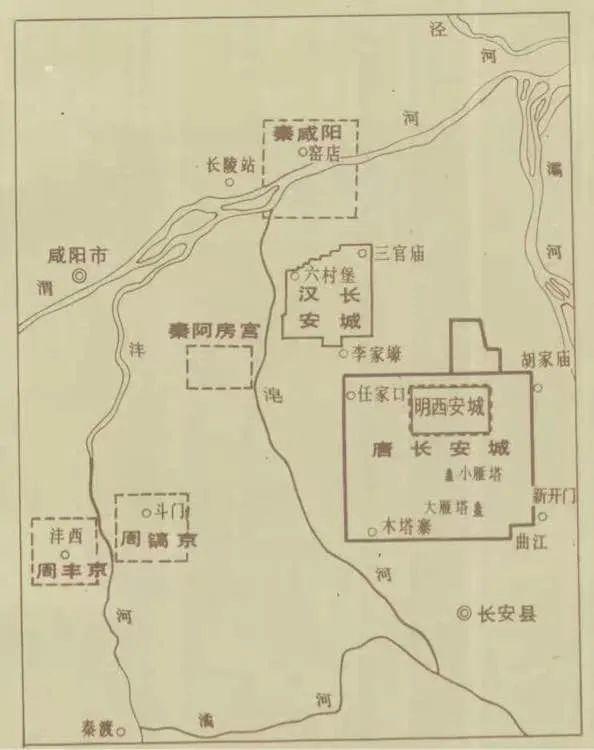 泾
河
秦咸阳
窑店
河
长陵站
灞
河
咸阳市
渭
三官庙
六村堡
汉长
安城
秦阿房宫
沣
李家壕
胡家庙
皂
任家口
明西安城
唐长安城
小雁塔
大雁塔
新开门
斗门
周镐京
沣西
周丰京
木塔寨
曲江
河
河
长安县
潏
河
秦渡